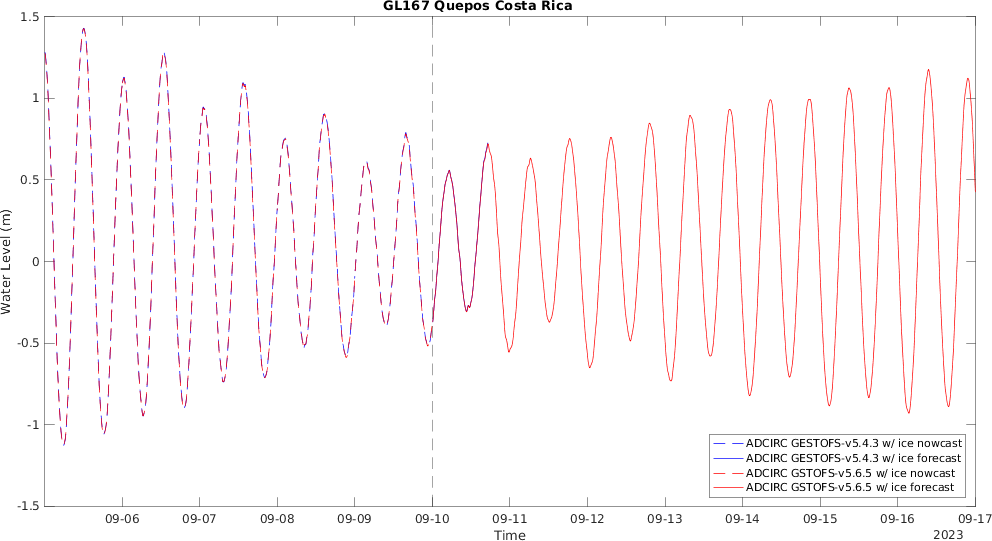 GL167 Quepos Costa Rica
1.5
1
0.5
0
-0.5
-1
-1.5
Water Level (m)
09-06
09-07
09-08
09-09
09-10
09-11
09-12
09-13
09-14
09-15
09-16
09-17
Time
2023
ADCIRC GESTOFS-v5.4.3 w/ ice nowcast
ADCIRC GESTOFS-v5.4.3 w/ ice forecast
ADCIRC GSTOFS-v5.6.5 w/ ice nowcast
ADCIRC GSTOFS-v5.6.5 w/ ice forecast